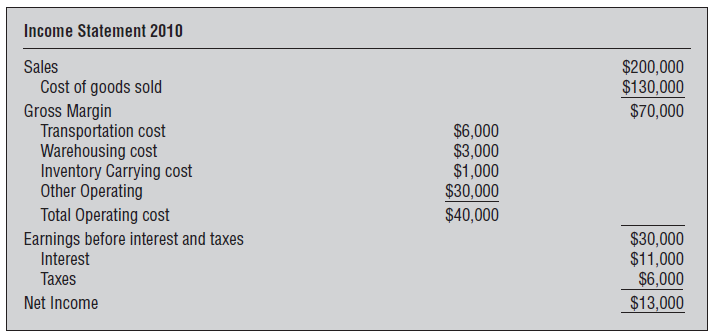 Income Statement 2010
Sales $200,000
Cost of goods sold $130,000
Gross Margin $70,000
Transportation cost $6,000
Warehousing cost $3,000
Inventory Carrying cost $1,000
Other Operating $30,000
Total Operating cost $40,000
Earnings before interest and taxes $30,000
Interest $11,000
Taxes $6,000
Net Income $13,000